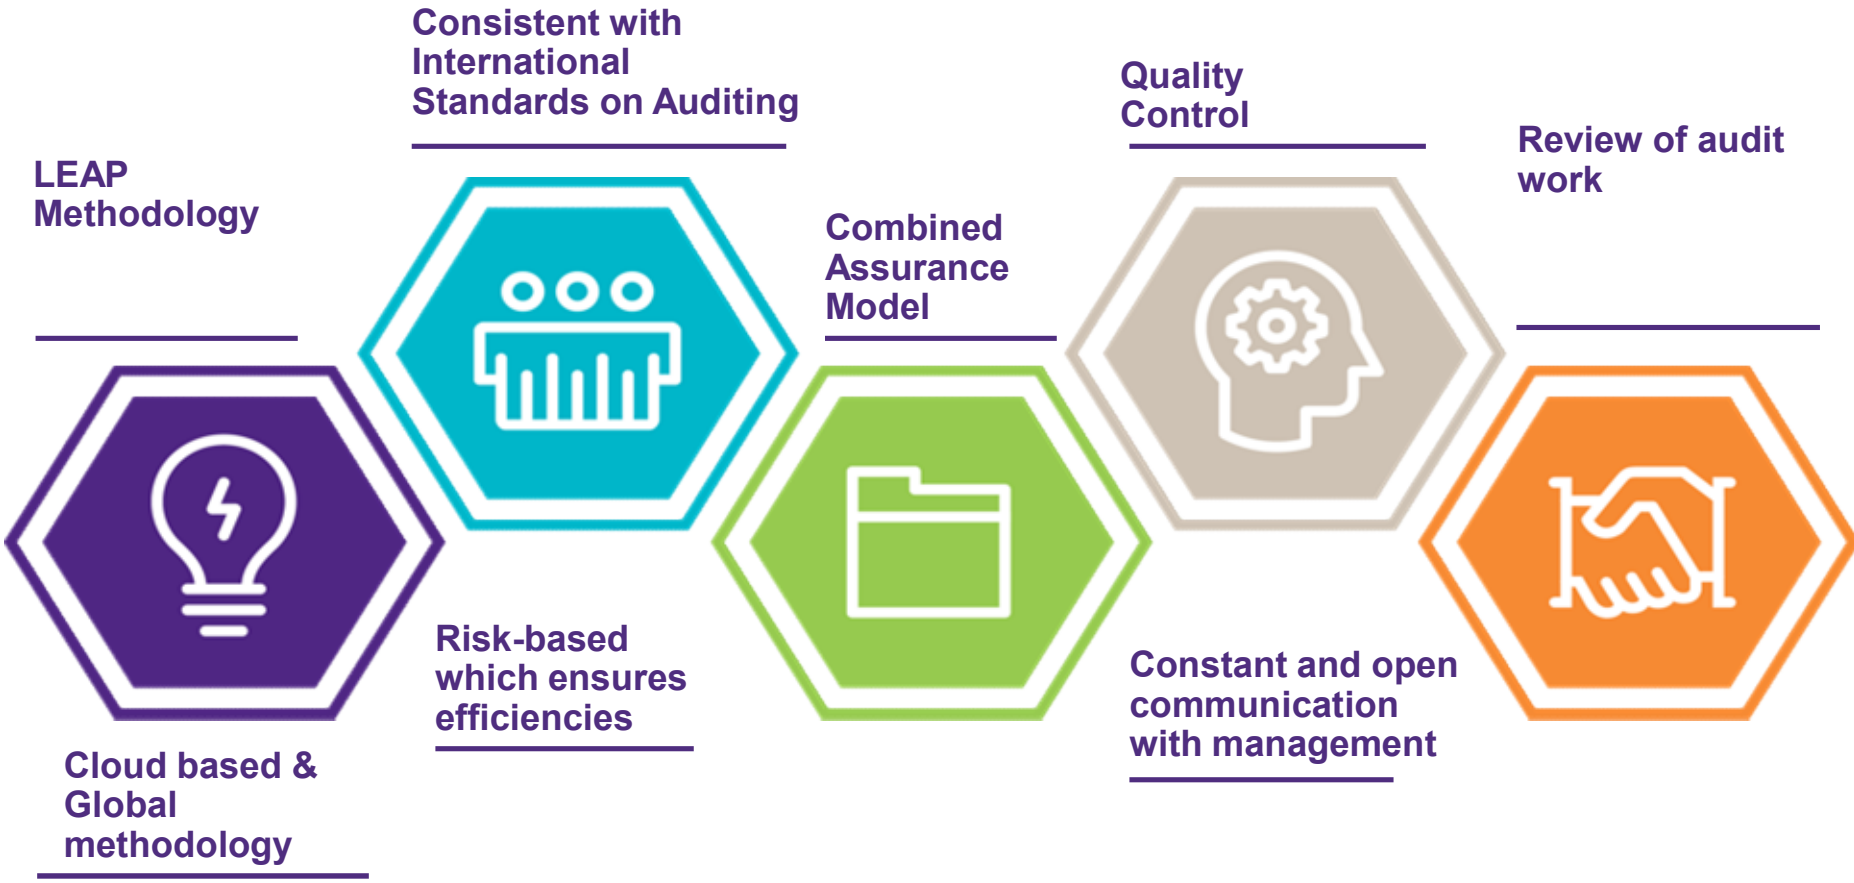 LEAP
Methodology
Consistent with
International
Standards on Auditing
Combined
Assurance
Model
Quality
Control
Review of audit
work
Cloud based &
Global
methodology
Risk-based
which ensures
efficiencies
Constant and open
communication
with management